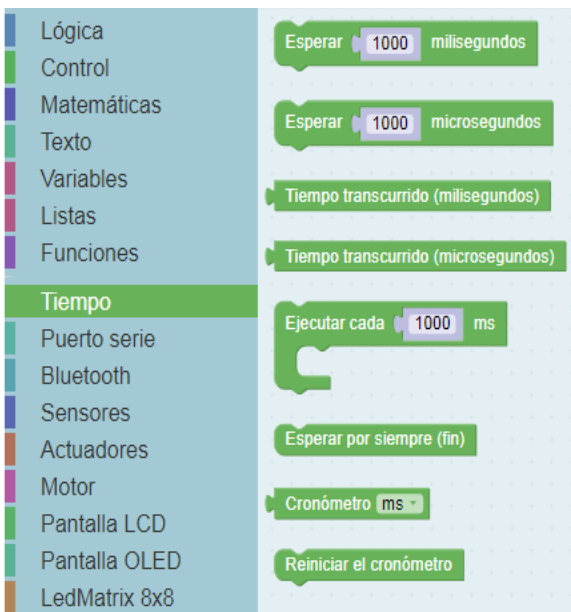 Lógica
Control
Matemáticas
Texto
Variables
Listas
Funciones
Tiempo
Puerto serie
Bluetooth
Sensores
Actuadores
Motor
Pantalla LCD
Pantalla OLED
LedMatrix 8x8
Esperar 1000 milisegundos
Esperar 1000 microsegundos
Tiempo transcurrido (milisegundos)
Tiempo transcurrido (microsegundos)
Ejecutar cada 1000 ms
Esperar por siempre (fin)
Cronómetro ms
Reiniciar el cronómetro